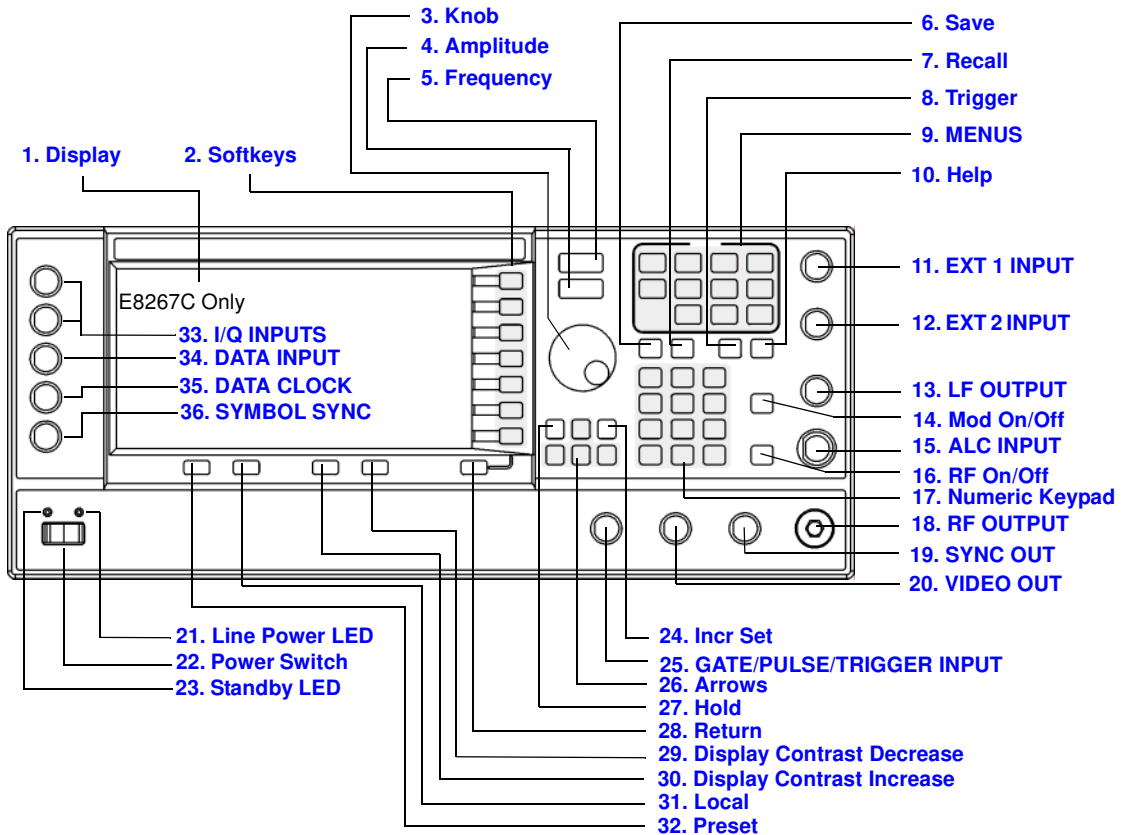 3. Knob
4. Amplitude
5. Frequency
6. Save
7. Recall
8. Trigger
9. MENUS
10. Help
1. Display
2. Softkeys
11. EXT 1 INPUT
12. EXT 2 INPUT
13. LF OUTPUT
14. Mod On/Off
15. ALC INPUT
16. RF On/Off
17. Numeric Keypad
18. RF OUTPUT
19. SYNC OUT
20. VIDEO OUT
E8267C Only
33. I/Q INPUTS
34. DATA INPUT
35. DATA CLOCK
36. SYMBOL SYNC
21. Line Power LED
22. Power Switch
23. Standby LED
24. Incr Set
25. GATE/PULSE/TRIGGER INPUT
26. Arrows
27. Hold
28. Return
29. Display Contrast Decrease
30. Display Contrast Increase
31. Local
32. Preset